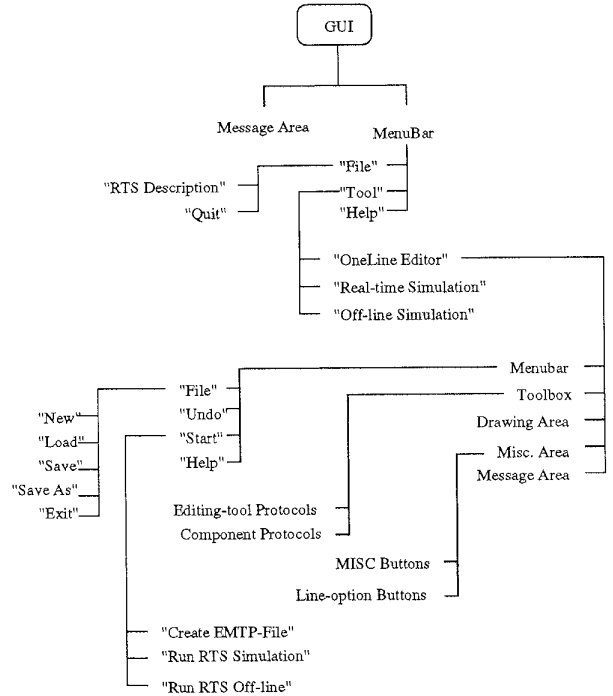 GUI
Message Area
MenuBar
"File"
"RTS Description"
"Tool"
"Quit"
"Help"
"OneLine Editor"
"Real-time Simulation"
"Off-line Simulation"
Menubar
"File"
Toolbox
"New"
"Undo"
Drawing Area
"Load"
"Start"
Misc. Area
"Save"
"Help"
Message Area
"Save As"
Editing-tool Protocols
"Exit"
Component Protocols
MISC Buttons
Line-option Buttons
"Create EMTP-File"
"Run RTS Simulation"
"Run RTS Off-line"